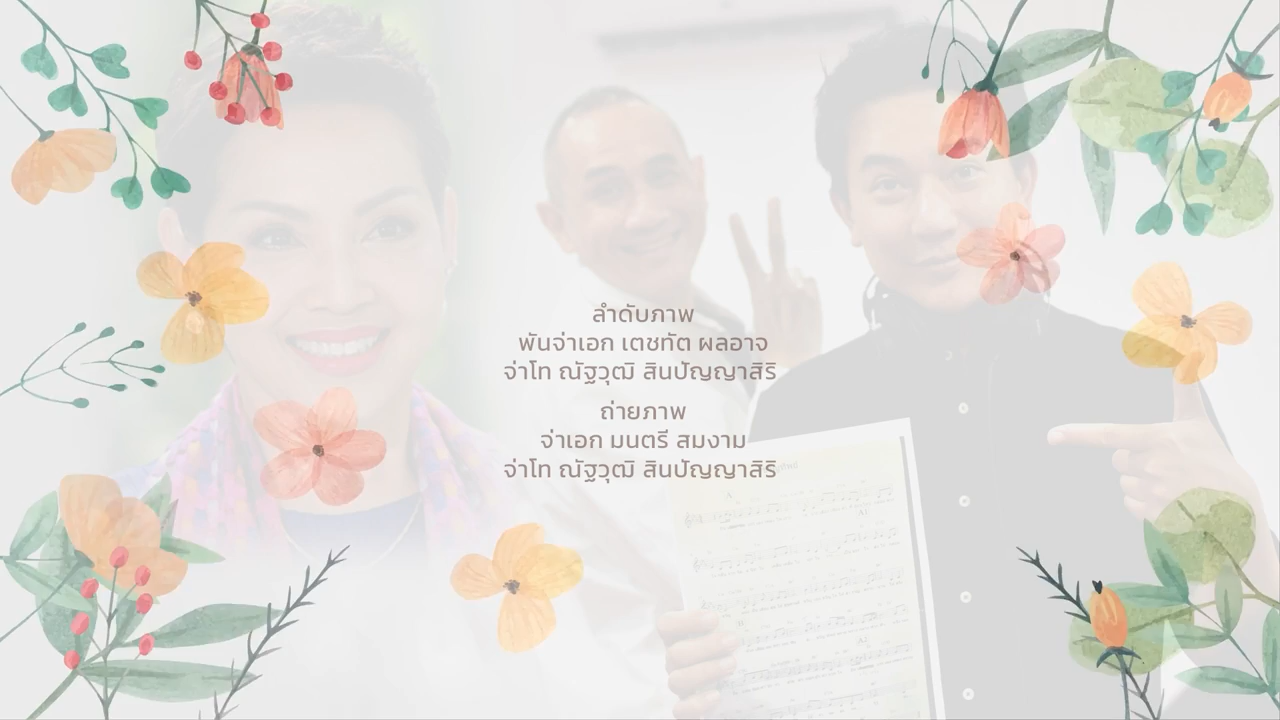 ลำดับภาพ
พันจ่าเอก เตชทัต ผลอาจ
จ่าโท ณัฐวุฒิ สินปัญญาสิริ
ถ่ายภาพ
จ่าเอก มนตรี สมงาม
จ่าโท ณัฐวุฒิ สินปัญญาสิริ